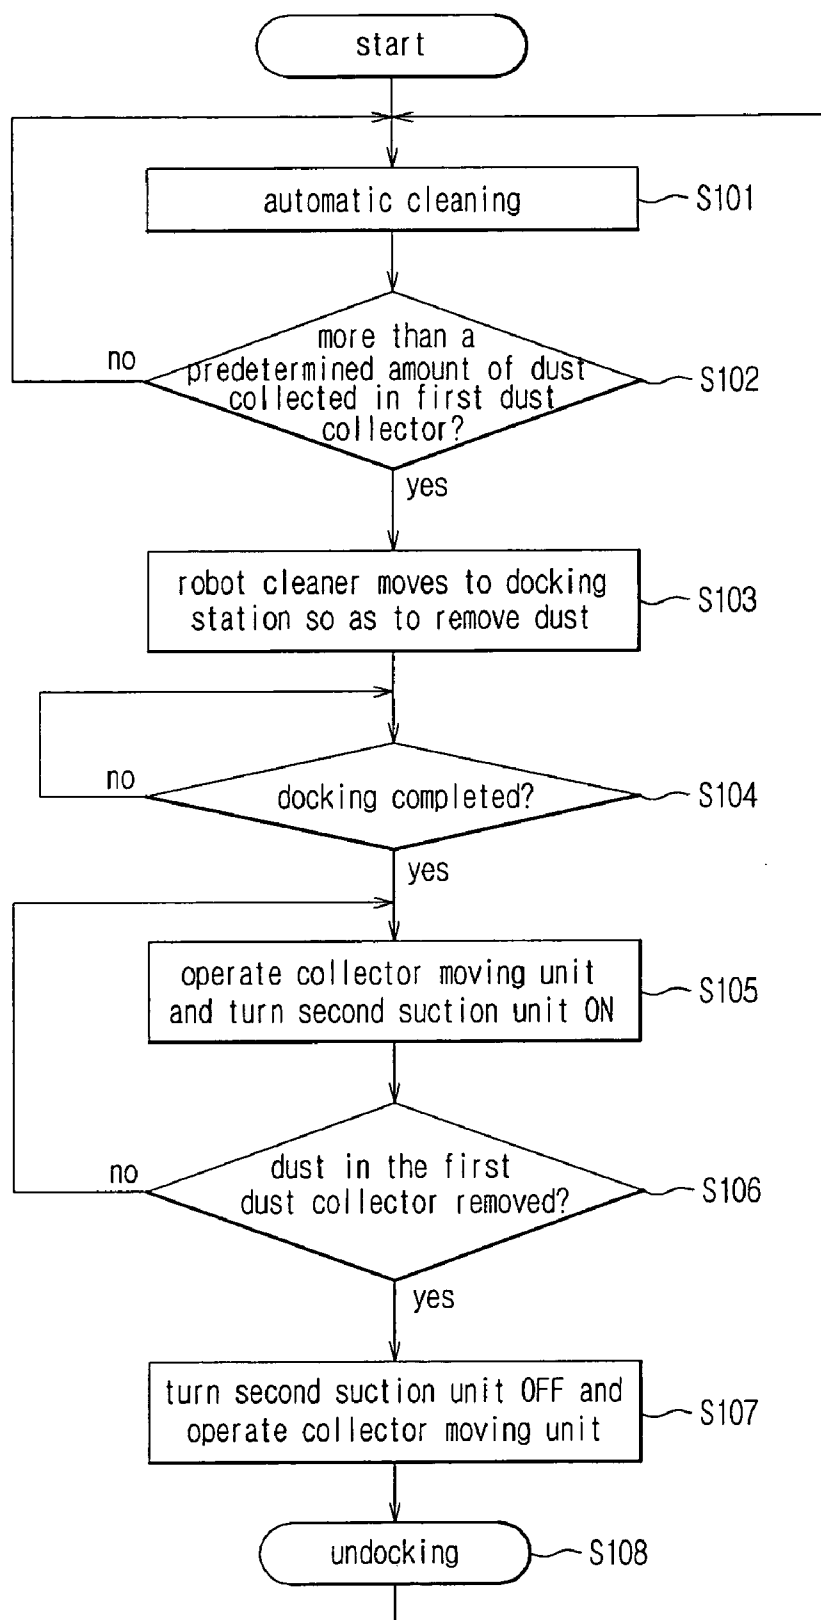 start
automatic cleaning
S101
more than a
predetermined amount of dust
collected in first dust
collector?
no
S102
yes
robot cleaner moves to docking
station so as to remove dust
S103
no
docking completed?
S104
yes
operate collector moving unit
and turn second suction unit ON
S105
no
dust in the first
dust collector removed?
S106
yes
turn second suction unit OFF and
operate collector moving unit
S107
undocking
S108